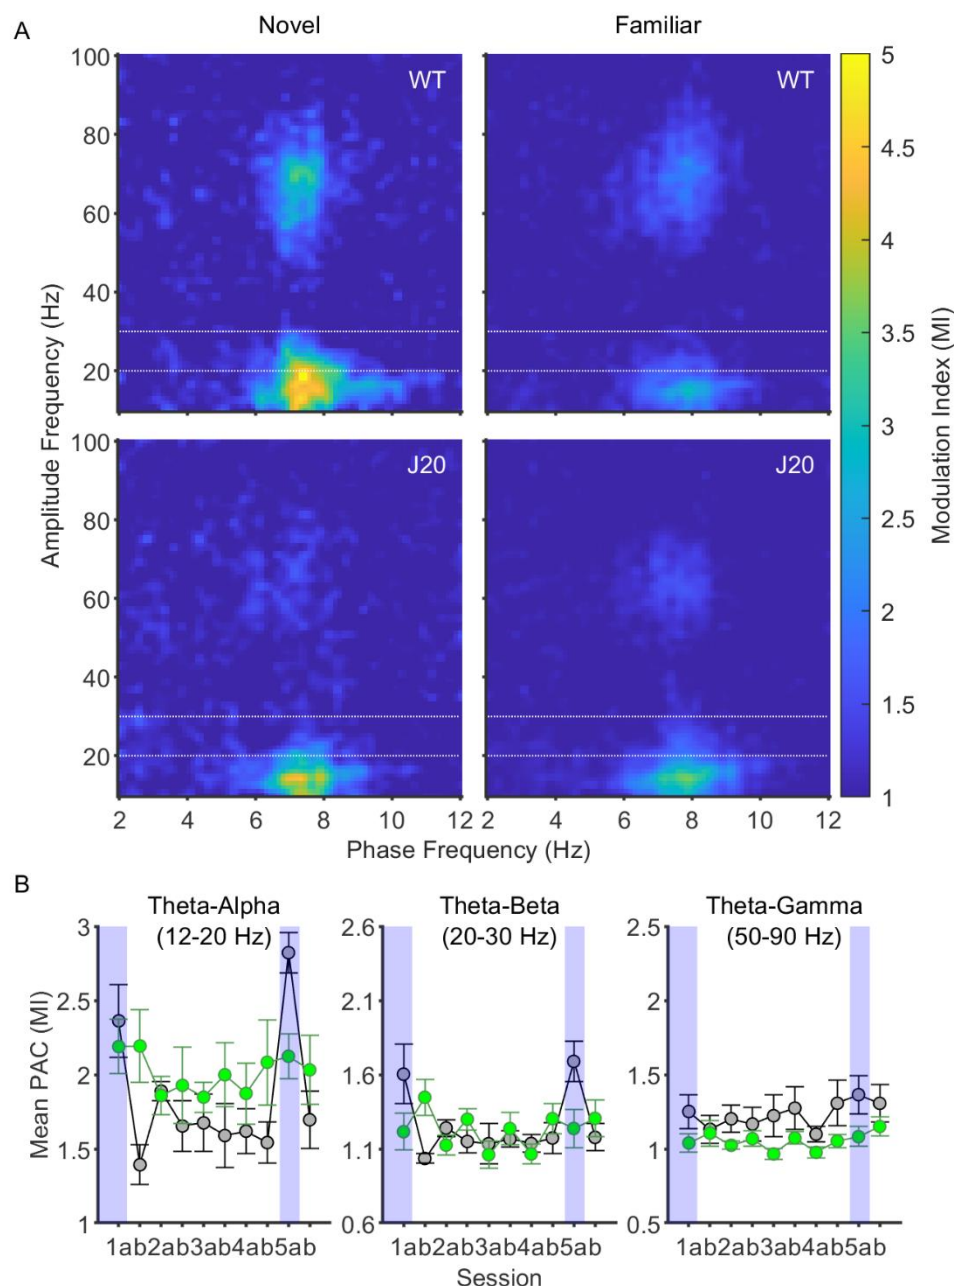 A
Novel
Familiar
100
80
60
40
20
WT
WT
5
4.5
4
3.5
3
2.5
2
1.5
1
Modulation Index (MI)
Amplitude Frequency (Hz)
100
80
60
40
20
J20
J20
2 4 6 8 10 12
2 4 6 8 10 12
Phase Frequency (Hz)
B
Theta-Alpha
(12-20 Hz)
Theta-Beta
(20-30 Hz)
Theta-Gamma
(50-90 Hz)
Mean PAC (MI)
3
2.5
2
1.5
1
2.6
2.1
1.6
1.1
0.6
2.5
2
1.5
1
0.5
1ab2ab3ab4ab5ab
1ab2ab3ab4ab5ab
1ab2ab3ab4ab5ab
Session